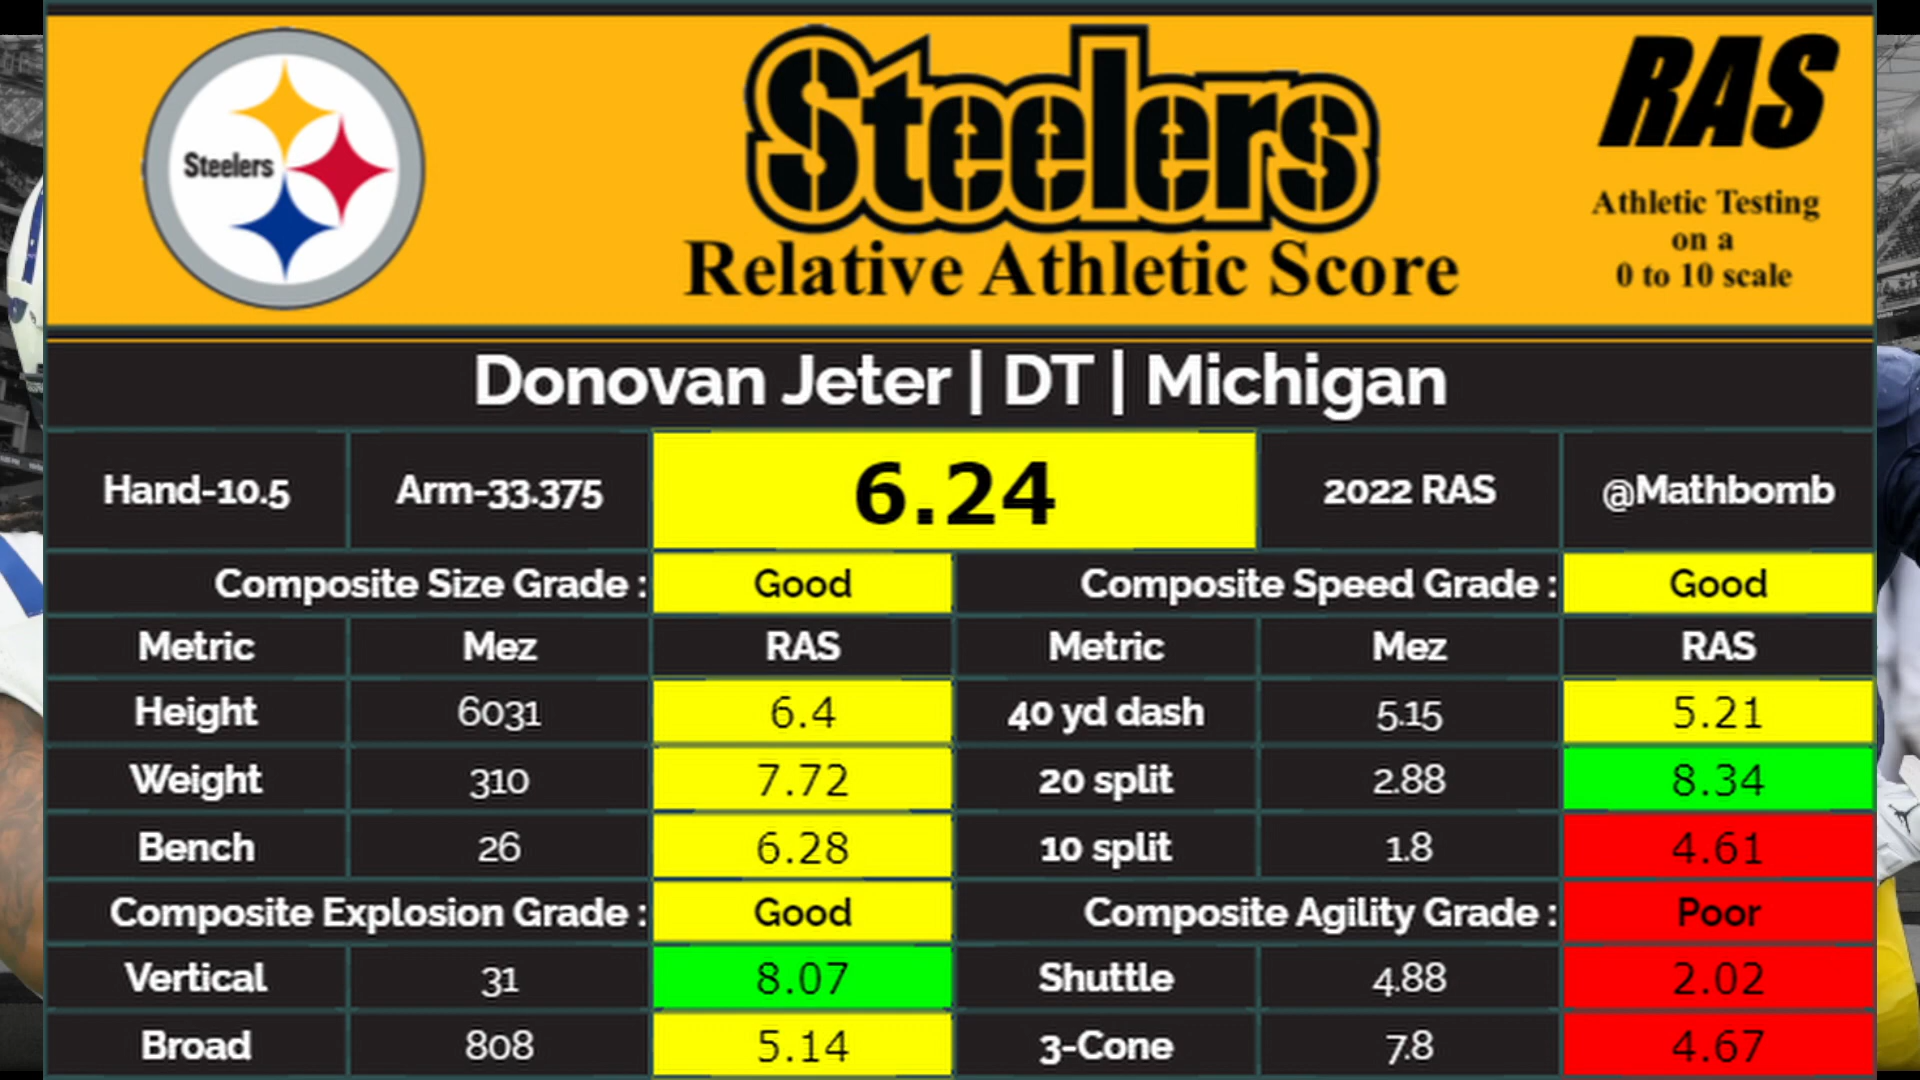 Steelers
Steelers
Relative Athletic Score
RAS
Athletic Testing
on a
0 to 10 scale
Donovan Jeter | DT | Michigan
Hand-10.5 Arm-33.375 6.24 2022 RAS @Mathbomb
Composite Size Grade : Good Composite Speed Grade : Good
Metric Mez RAS Metric Mez RAS
Height 6031 6.4 40 yd dash 5.15 5.21
Weight 310 7.72 20 split 2.88 8.34
Bench 26 6.28 10 split 1.8 4.61
Composite Explosion Grade : Good Composite Agility Grade : Poor
Vertical 31 8.07 Shuttle 4.88 2.02
Broad 808 5.14 3-Cone 7.8 4.67